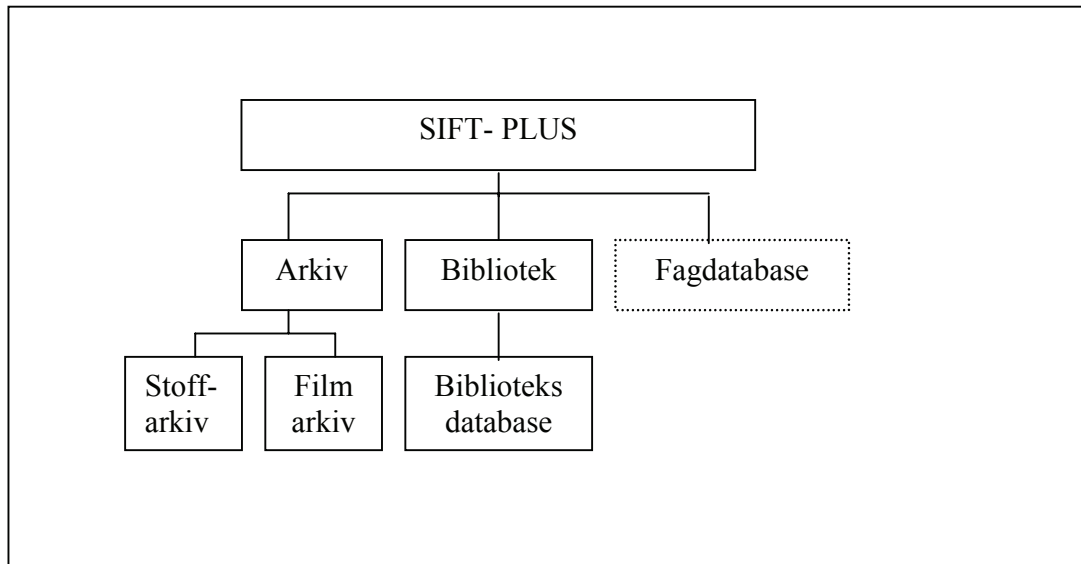 SIFT- PLUS
Arkiv
Bibliotek
Fagdatabase
Stoff-
arkiv
Film
arkiv
Biblioteks
database